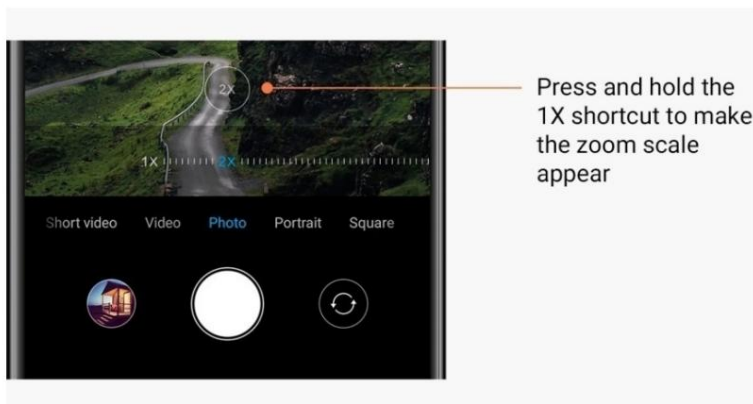 2X
Press and hold the
1X shortcut to make
the zoom scale
appear
1X 2X
Short video Video Photo Portrait Square